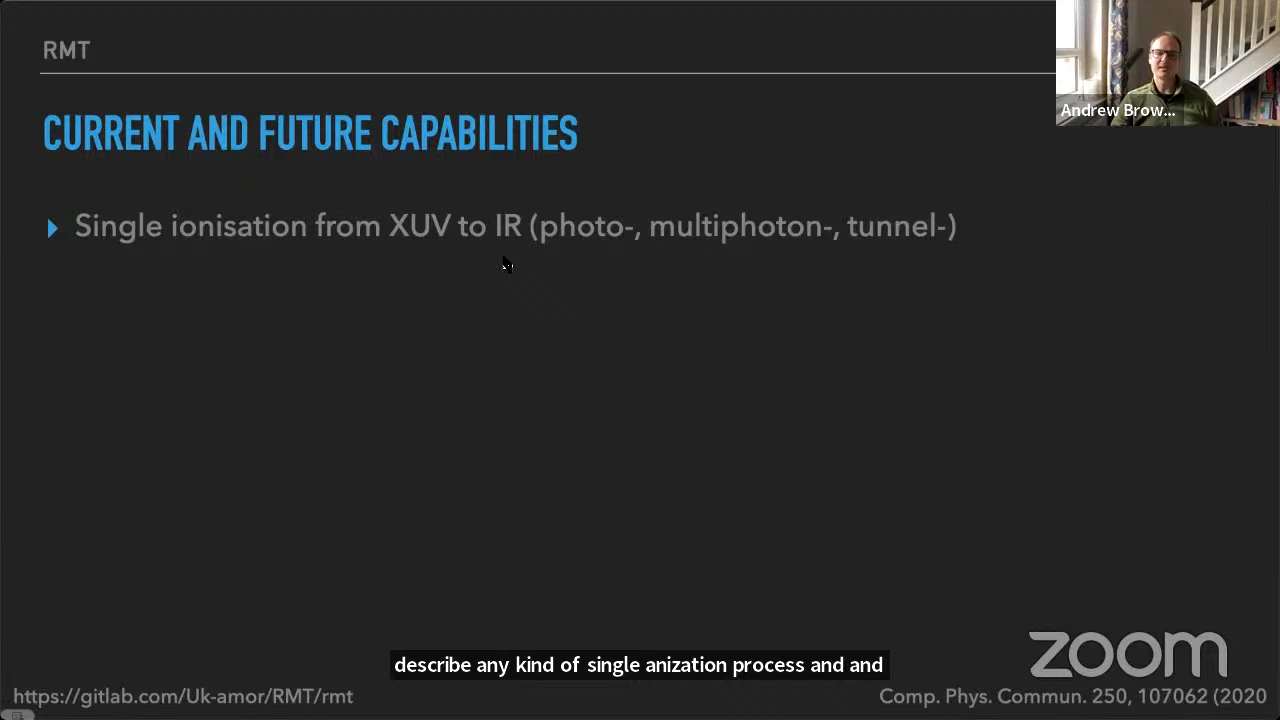 RMT
Andrew Brow...
CURRENT AND FUTURE CAPABILITIES
Single ionisation from XUV to IR (photo-, multiphoton-, tunnel-)
zoom
describe any kind of single anization process and and
https://gitlab.com/Uk-amor/RMT/rmt
Comp. Phys. Commun. 250, 107062 (2020